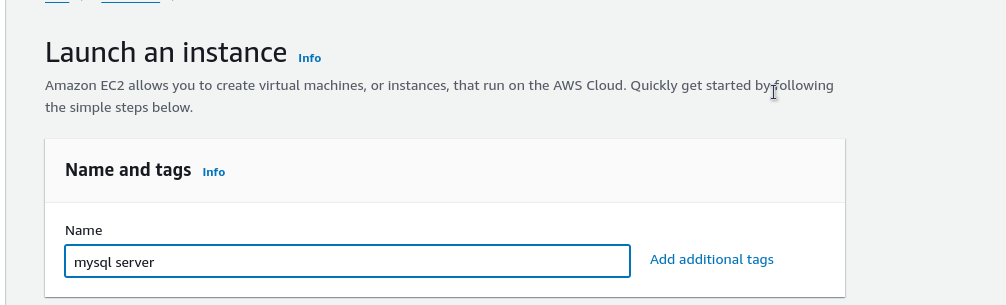 Launch an instance Info
Amazon EC2 allows you to create virtual machines, or instances, that run on the AWS Cloud. Quickly get started by following
the simple steps below.
Name and tags Info
Name
mysql server
Add additional tags